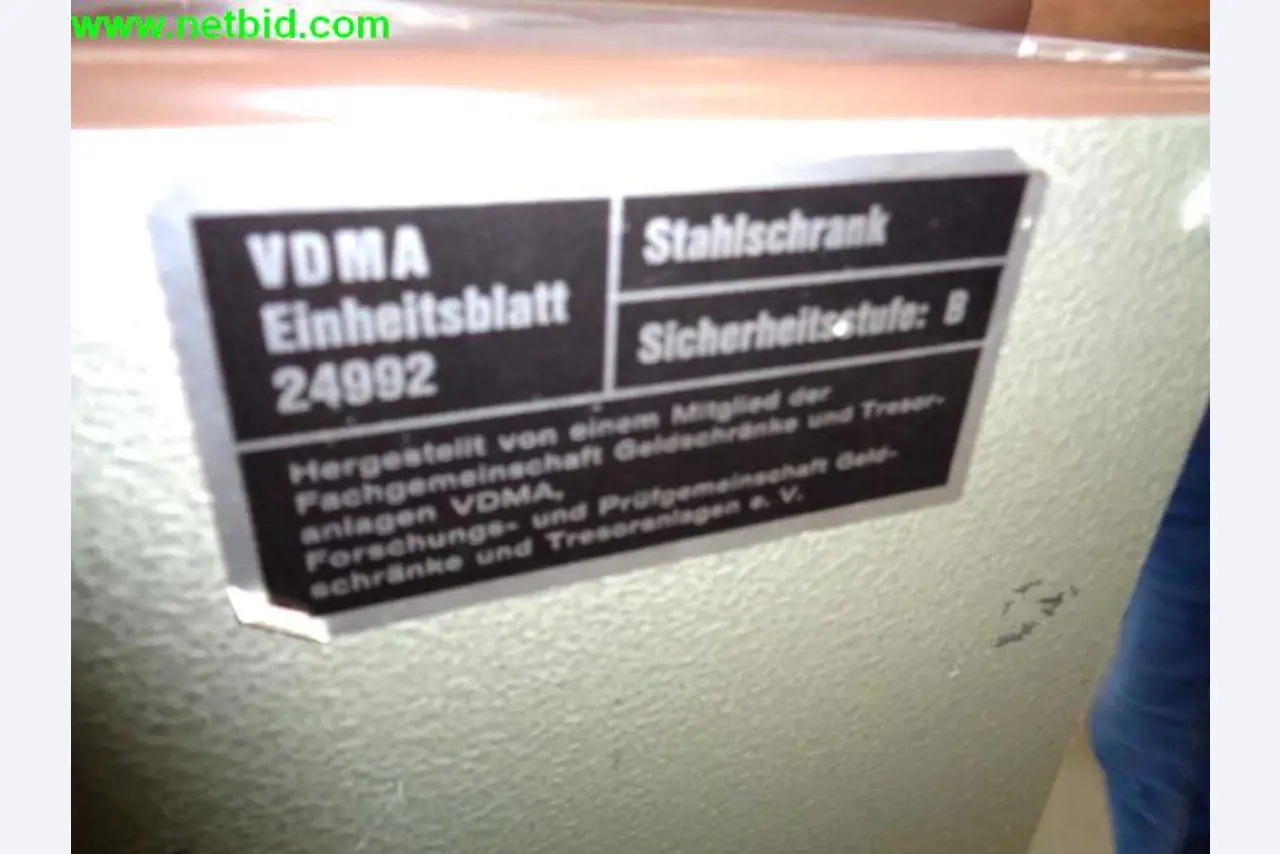 www.netbid.com
VDMA
Einheitsblatt
24992
Stahlschrank
Sicherheitsstufe: B
Hergestellt von einem Mitglied der
Fachgemeinschaft Geldschränke und Tresor-
anlagen VDMA,
Forschungs- und Prüfgemeinschaft Geld-
schränke und Tresoranlagen e. V.